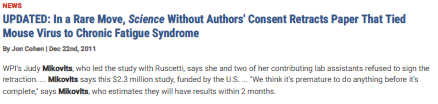 NEWS
UPDATED: In a Rare Move, Science Without Authors' Consent Retracts Paper That Tied
Mouse Virus to Chronic Fatigue Syndrome
By Jon Cohen | Dec 22nd, 2011
WPI's Judy Mikovits, who led the study with Ruscetti, says she and two of her contributing lab assistants refused to sign the
retraction. ... Mikovits says this $2.3 million study, funded by the U.S. ... "We think it's premature to do anything before it's
complete," says Mikovits, who estimates they will have results within 2 months.